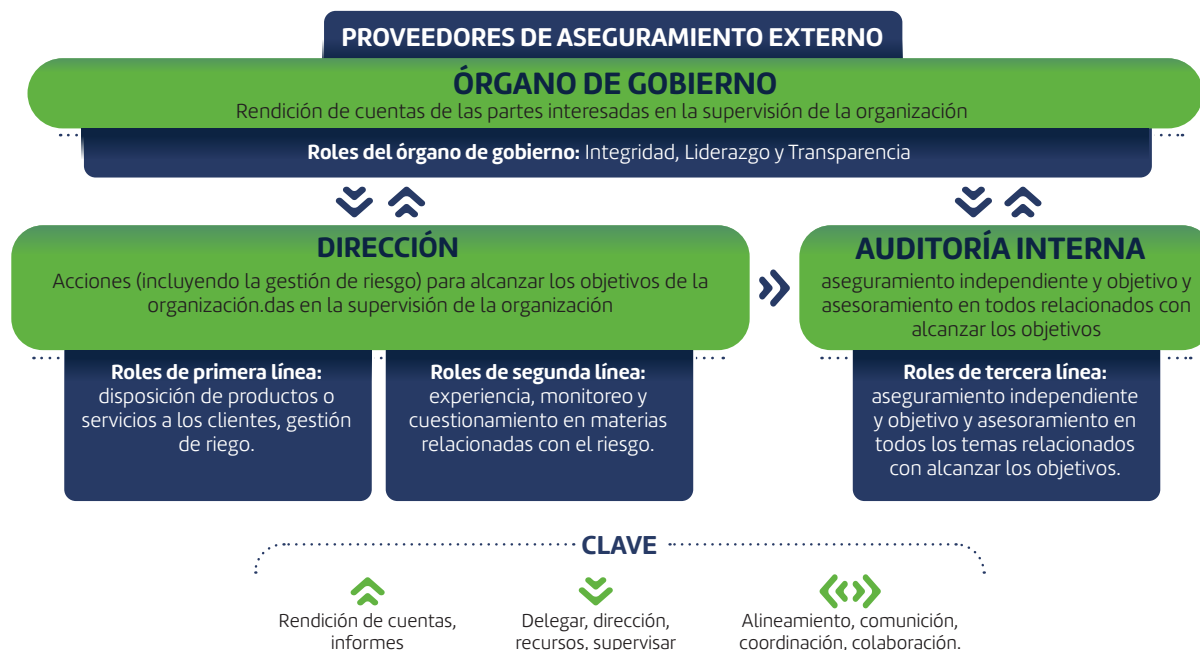 PROVEEDORES DE ASEGURAMIENTO EXTERNO
ÓRGANO DE GOBIERNO
Rendición de cuentas de las partes interesadas en la supervisión de la organización
Roles del órgano de gobierno: Integridad, Liderazgo y Transparencia
DIRECCIÓN
Acciones (incluyendo la gestión de riesgo) para alcanzar los objetivos de la
organización.das en la supervisión de la organización
AUDITORÍA INTERNA
aseguramiento independiente y objetivo y
asesoramiento en todos relacionados con
alcanzar los objetivos
Roles de primera línea:
disposición de productos o
servicios a los clientes, gestión
de riego.
Roles de segunda línea:
experiencia, monitoreo y
cuestionamiento en materias
relacionadas con el riesgo.
Roles de tercera línea:
aseguramiento independiente
y objetivo y asesoramiento en
todos los temas relacionados
con alcanzar los objetivos.
CLAVE
Rendición de cuentas,
informes
Delegar, dirección,
recursos, supervisar
Alineamiento, comunición,
coordinación, colaboración.